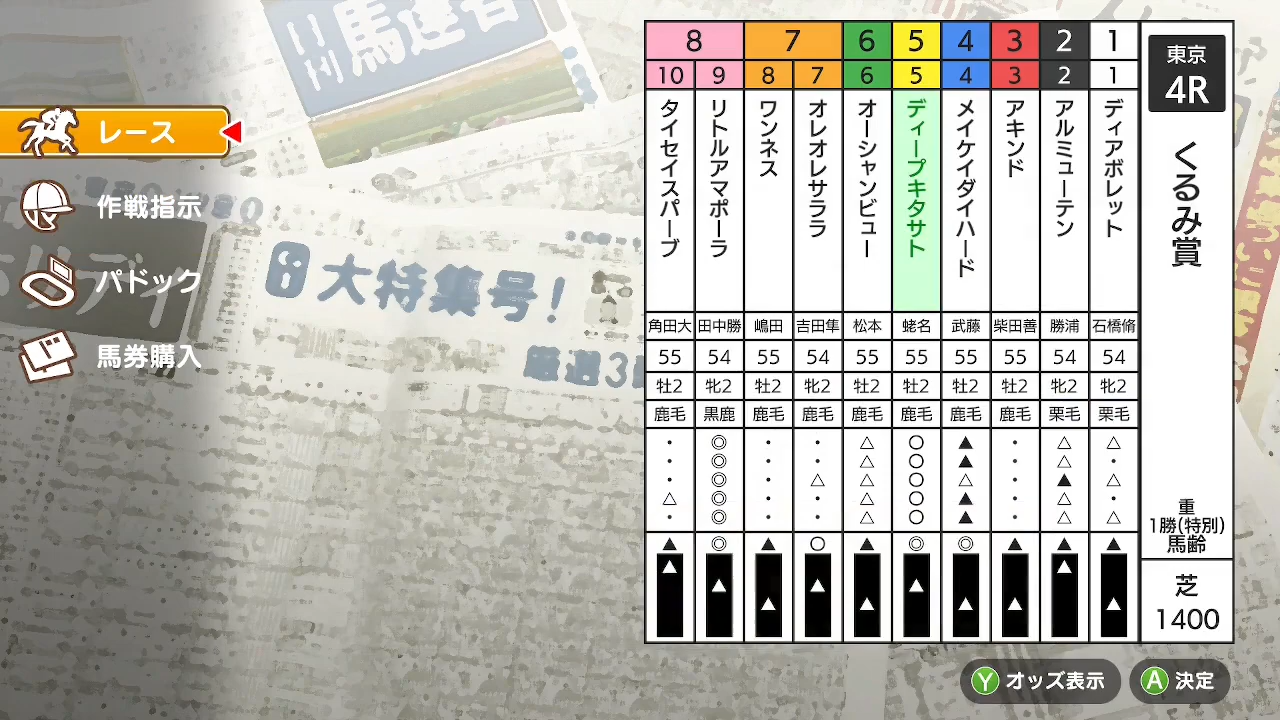 レース
作戦指示
パドック
馬券購入
大特集号!
8 7 6 5 4 3 2 1
10 9 8 7 6 5 4 3 2 1
タイセイスパーブ
リトルアマポーラ
ワンネス
オレオレサララ
オーシャンビュー
ディープキタサト
メイケイダイハード
アキンド
アルミューテン
ディアボレット
角田大 田中勝 嶋田 吉田隼 松本 蛯名 武藤 柴田善 勝浦 石橋脩
55 54 55 54 55 55 55 55 54 54
牡2 牝2 牡2 牝2 牡2 牡2 牡2 牡2 牝2 牝2
鹿毛 黒鹿 鹿毛 鹿毛 鹿毛 鹿毛 鹿毛 鹿毛 栗毛 栗毛
・ ◎ ・ ・ △ ○ ▲ ・ △ △
・ ◎ ・ ・ △ ○ ▲ ・ △ ・
・ ◎ ・ △ △ ○ △ ・ ▲ △
△ ◎ ・ ・ △ ○ ▲ ・ △ ・
・ ◎ ・ ・ △ ○ ▲ ・ △ △
▲ ◎ ▲ ○ ▲ ◎ ◎ ▲ ▲ ▲
東京
4R
くるみ賞
重
1勝(特別)
馬齢
芝
1400
Y オッズ表示
A 決定